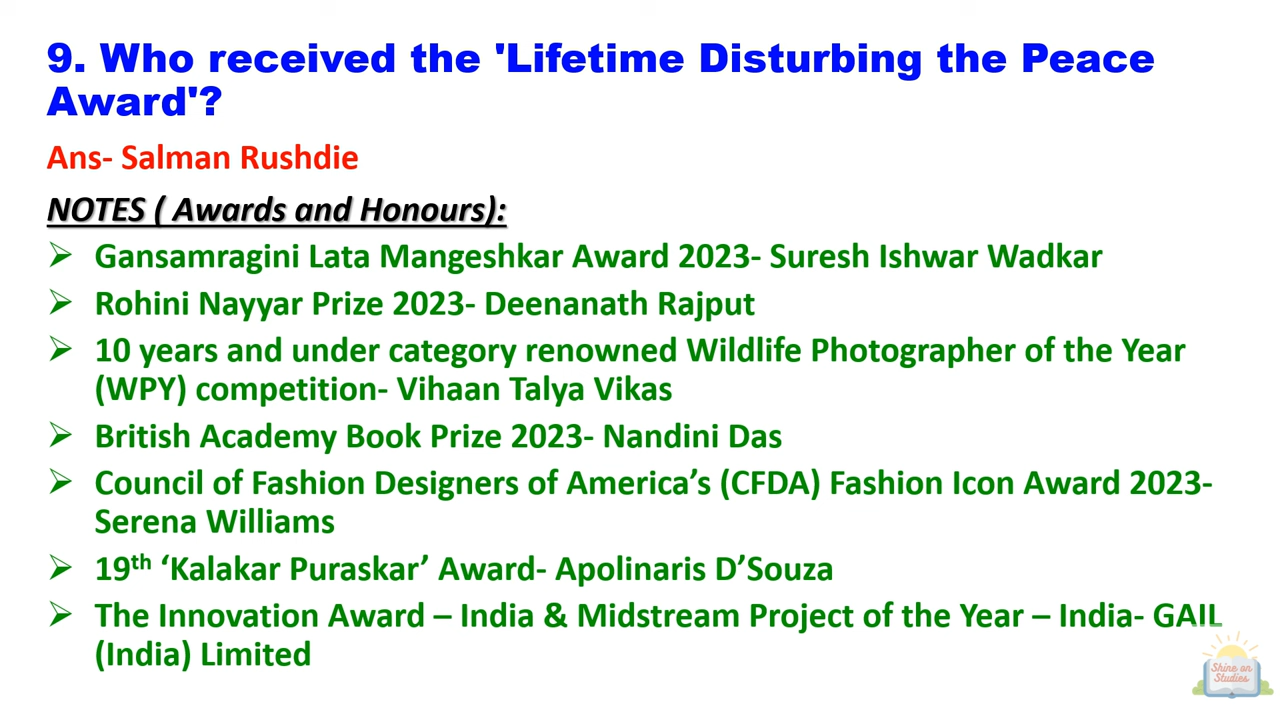 9. Who received the 'Lifetime Disturbing the Peace
Award'?
Ans- Salman Rushdie
NOTES ( Awards and Honours):
➢ Gansamragini Lata Mangeshkar Award 2023- Suresh Ishwar Wadkar
➢ Rohini Nayyar Prize 2023- Deenanath Rajput
➢ 10 years and under category renowned Wildlife Photographer of the Year
(WPY) competition- Vihaan Talya Vikas
➢ British Academy Book Prize 2023- Nandini Das
➢ Council of Fashion Designers of America’s (CFDA) Fashion Icon Award 2023-
Serena Williams
➢ 19th ‘Kalakar Puraskar’ Award- Apolinaris D’Souza
➢ The Innovation Award – India & Midstream Project of the Year – India- GAIL
(India) Limited
Shine on
Studies